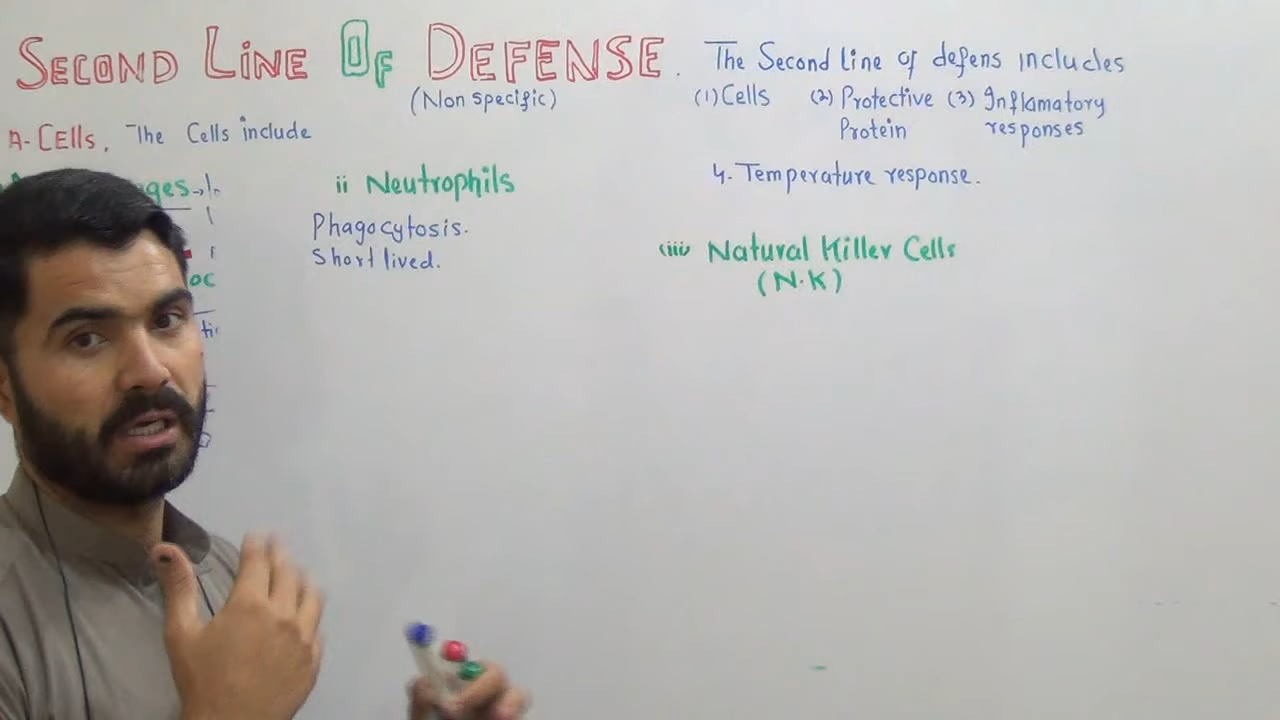 SECOND LINE OF DEFENSE.
(Non specific)
The Second line of defens includes
(1) Cells (2) Protective (3) Inflamatory
Protein responses
4. Temperature response.
A- CELLS. The Cells include
ii Neutrophils
Phagocytosis.
Short lived.
(iii) Natural Killer Cells
(N.K)